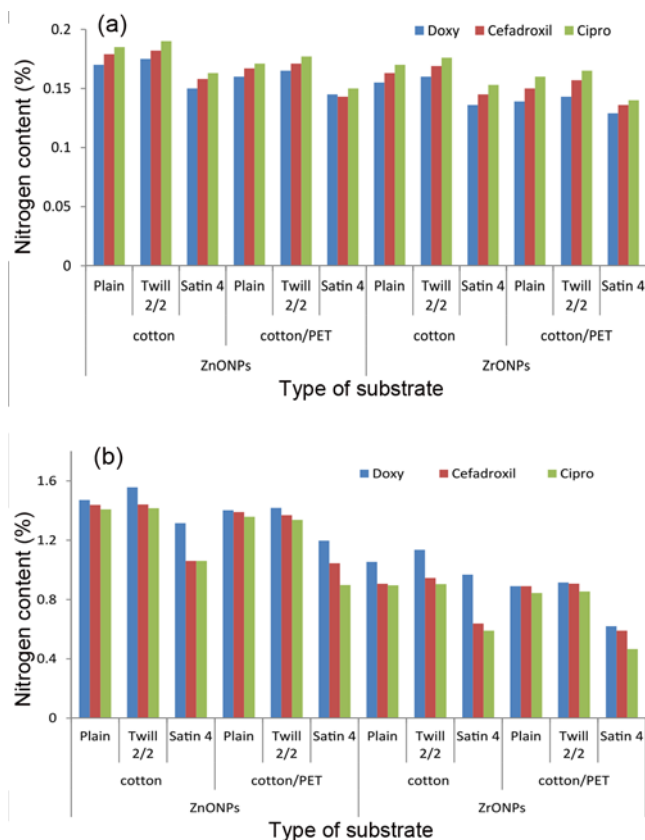 (a)
Doxy Cefadroxil Cipro
Nitrogen content (%)
0.2
0.15
0.1
0.05
0
Plain Twill 2/2 Satin 4 Plain Twill 2/2 Satin 4 Plain Twill 2/2 Satin 4 Plain Twill 2/2 Satin 4
cotton cotton/PET cotton cotton/PET
ZnONPs ZrONPs
Type of substrate
(b)
Doxy Cefadroxil Cipro
Nitrogen content (%)
1.6
1.2
0.8
0.4
0
Plain Twill 2/2 Satin 4 Plain Twill 2/2 Satin 4 Plain Twill 2/2 Satin 4 Plain Twill 2/2 Satin 4
cotton cotton/PET cotton cotton/PET
ZnONPs ZrONPs
Type of substrate